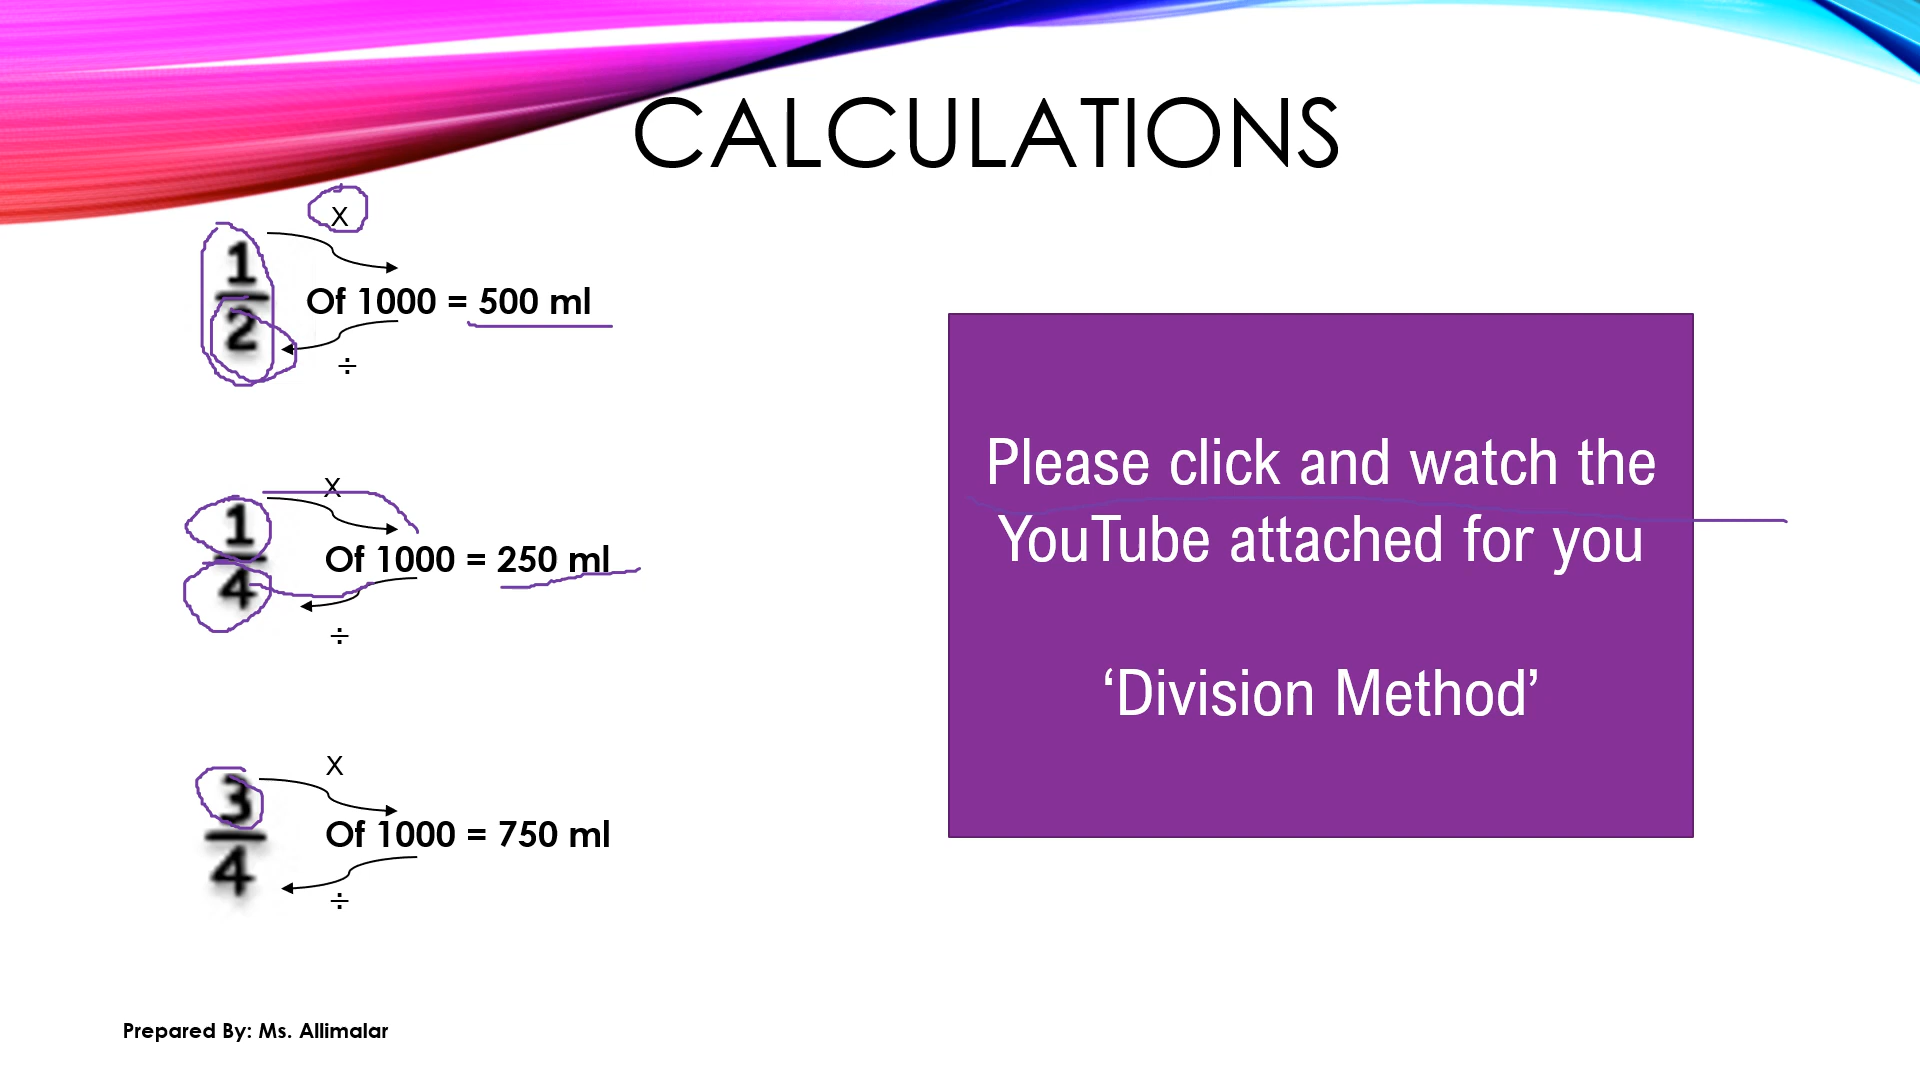 CALCULATIONS
X
1
2
Of 1000 = 500 ml
÷
X
1
4
Of 1000 = 250 ml
÷
X
3
4
Of 1000 = 750 ml
÷
Please click and watch the
YouTube attached for you
‘Division Method’
Prepared By: Ms. Allimalar